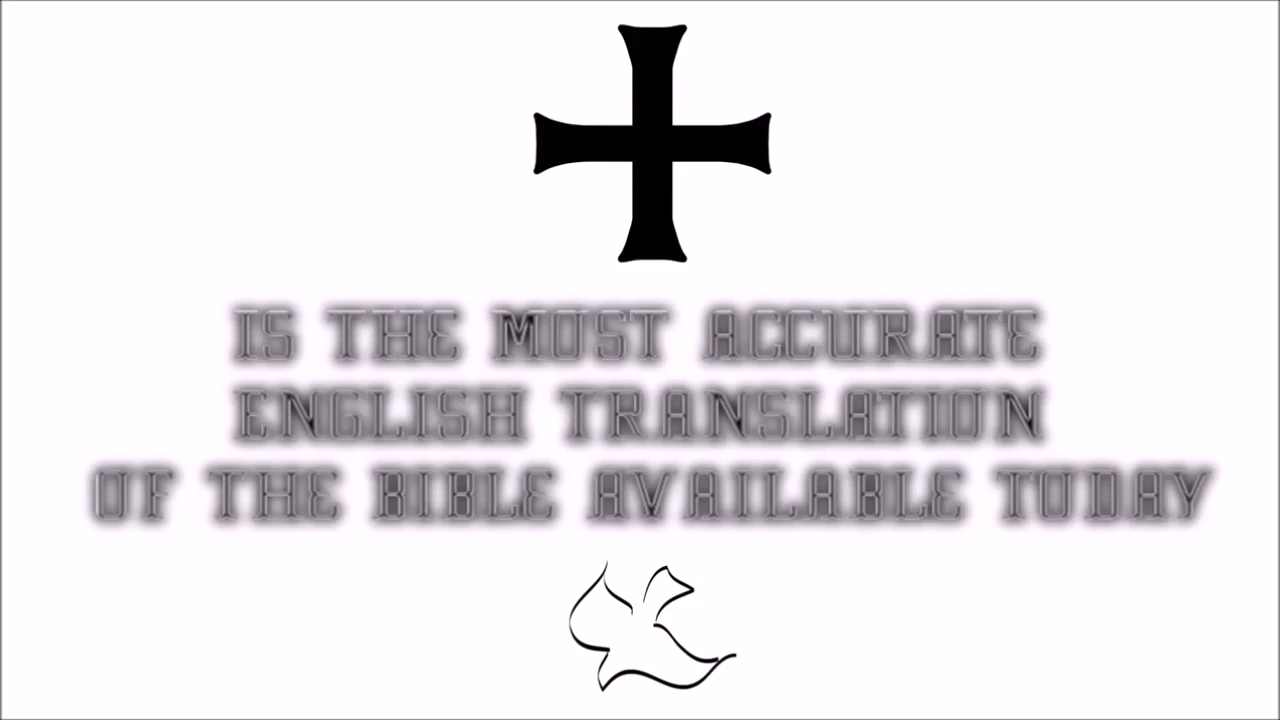 IS THE MOST ACCURATE
ENGLISH TRANSLATION
OF THE BIBLE AVAILABLE TODAY